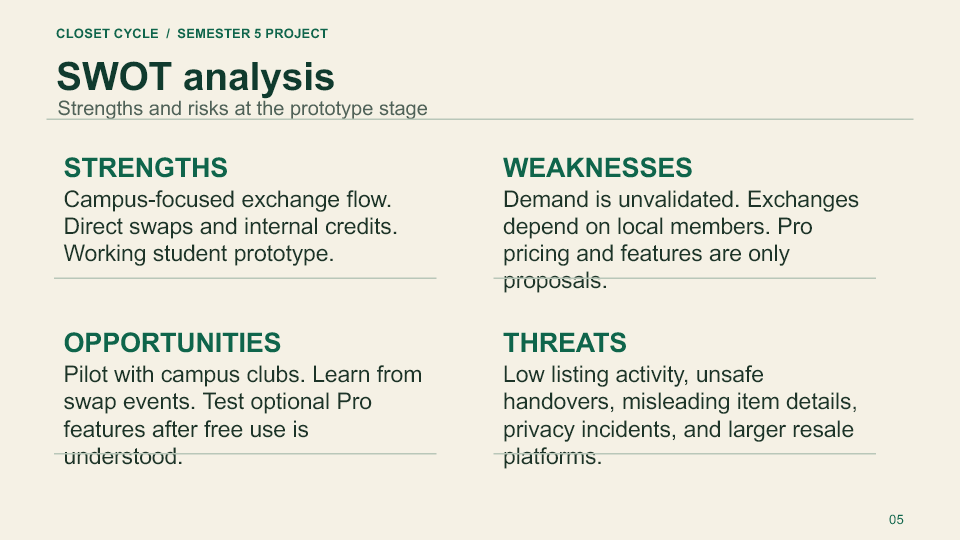 CLOSET CYCLE / SEMESTER 5 PROJECT
SWOT analysis
Strengths and risks at the prototype stage
STRENGTHS
Campus-focused exchange flow.
Direct swaps and internal credits.
Working student prototype.
WEAKNESSES
Demand is unvalidated. Exchanges
depend on local members. Pro
pricing and features are only
proposals.
OPPORTUNITIES
Pilot with campus clubs. Learn from
swap events. Test optional Pro
features after free use is
understood.
THREATS
Low listing activity, unsafe
handovers, misleading item details,
privacy incidents, and larger resale
platforms.
05